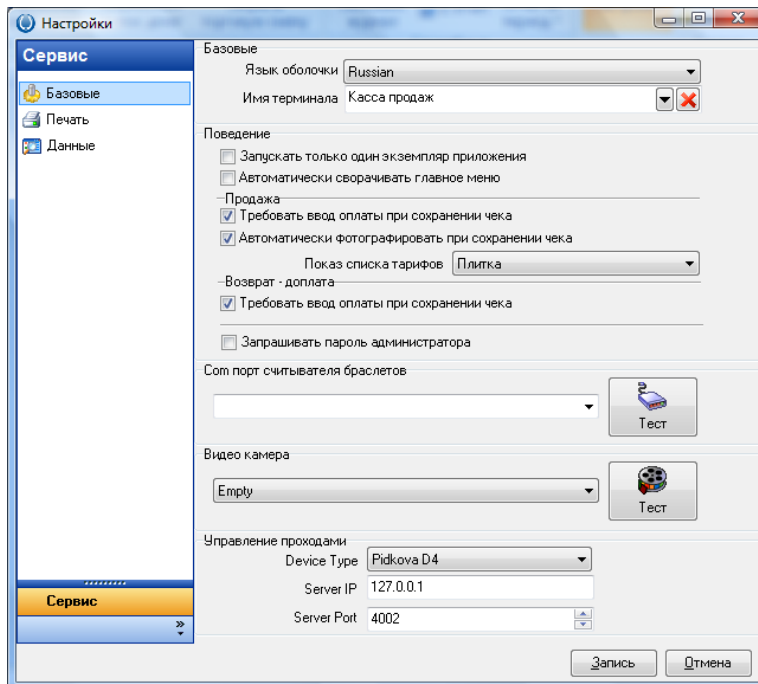 Настройки
Сервис
Базовые
Печать
Данные
Сервис
Базовые
Язык оболочки Russian
Имя терминала Касса продаж
Поведение
Запускать только один экземпляр приложения
Автоматически сворачивать главное меню
Продажа
Требовать ввод оплаты при сохранении чека
Автоматически фотографировать при сохранении чека
Показ списка тарифов Плитка
Возврат - доплата
Требовать ввод оплаты при сохранении чека
Запрашивать пароль администратора
Com порт считывателя браслетов
Тест
Видео камера
Empty
Тест
Управление проходами
Device Type Pidkova D4
Server IP 127.0.0.1
Server Port 4002
Запись Отмена